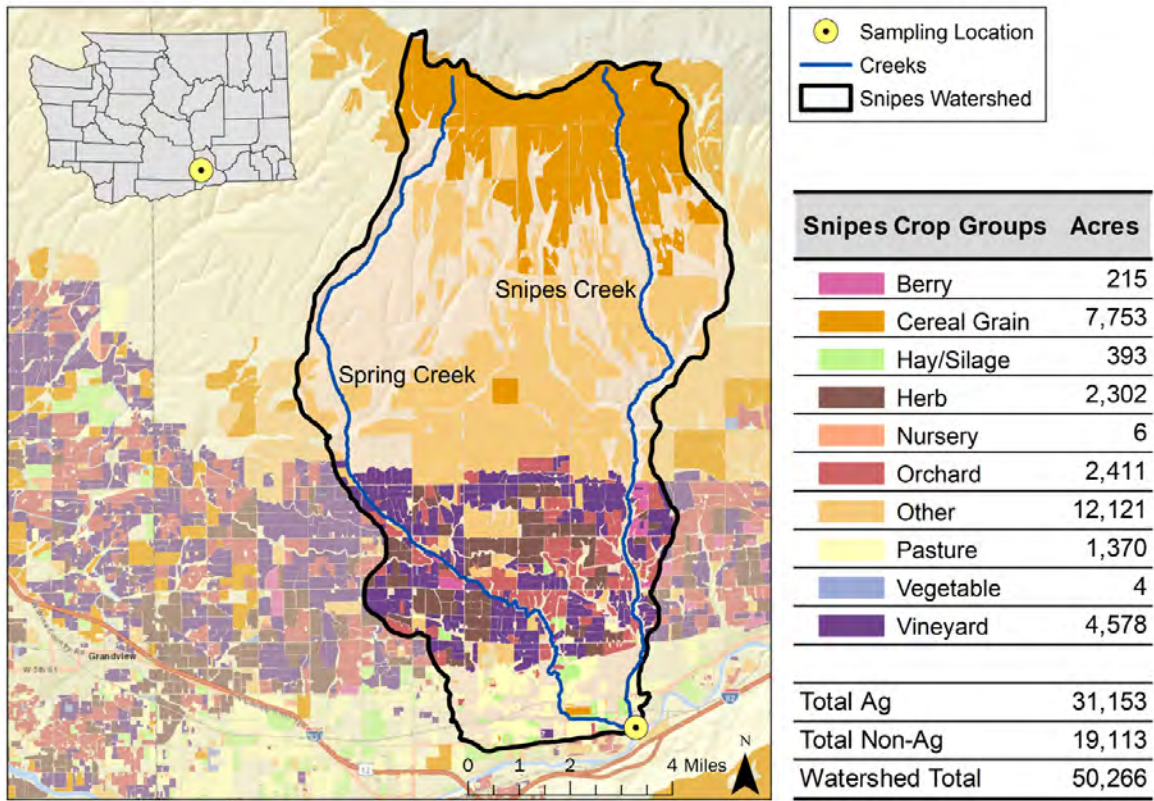 Sampling Location
Creeks
Snipes Watershed
Snipes Creek
Spring Creek
Grandview
0 1 2 4 Miles
N
Snipes Crop Groups Acres
Berry 215
Cereal Grain 7,753
Hay/Silage 393
Herb 2,302
Nursery 6
Orchard 2,411
Other 12,121
Pasture 1,370
Vegetable 4
Vineyard 4,578
Total Ag 31,153
Total Non-Ag 19,113
Watershed Total 50,266